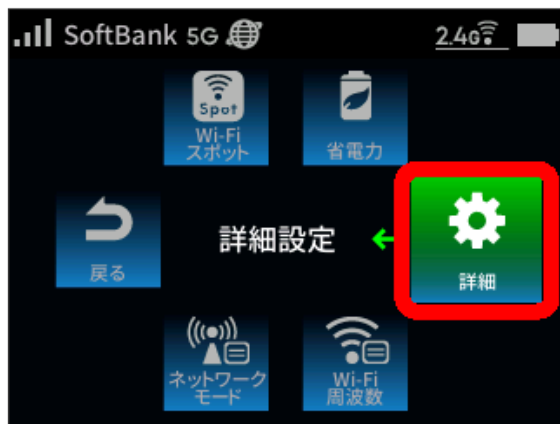 SoftBank 5G
2.4G
Spot
Wi-Fi
スポット
省電力
戻る
詳細設定
詳細
ネットワーク
モード
Wi-Fi
周波数